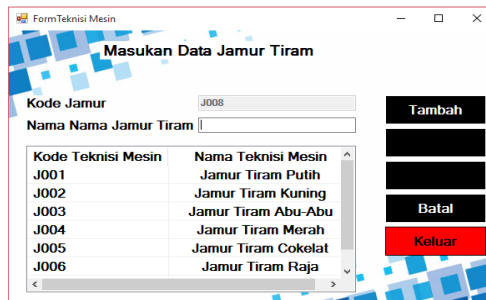 FormTeknisi Mesin
Masukan Data Jamur Tiram
Kode Jamur J008
Nama Nama Jamur Tiram
Tambah
Kode Teknisi Mesin Nama Teknisi Mesin
J001 Jamur Tiram Putih
J002 Jamur Tiram Kuning
J003 Jamur Tiram Abu-Abu
J004 Jamur Tiram Merah
J005 Jamur Tiram Cokelat
J006 Jamur Tiram Raja
Batal
Keluar